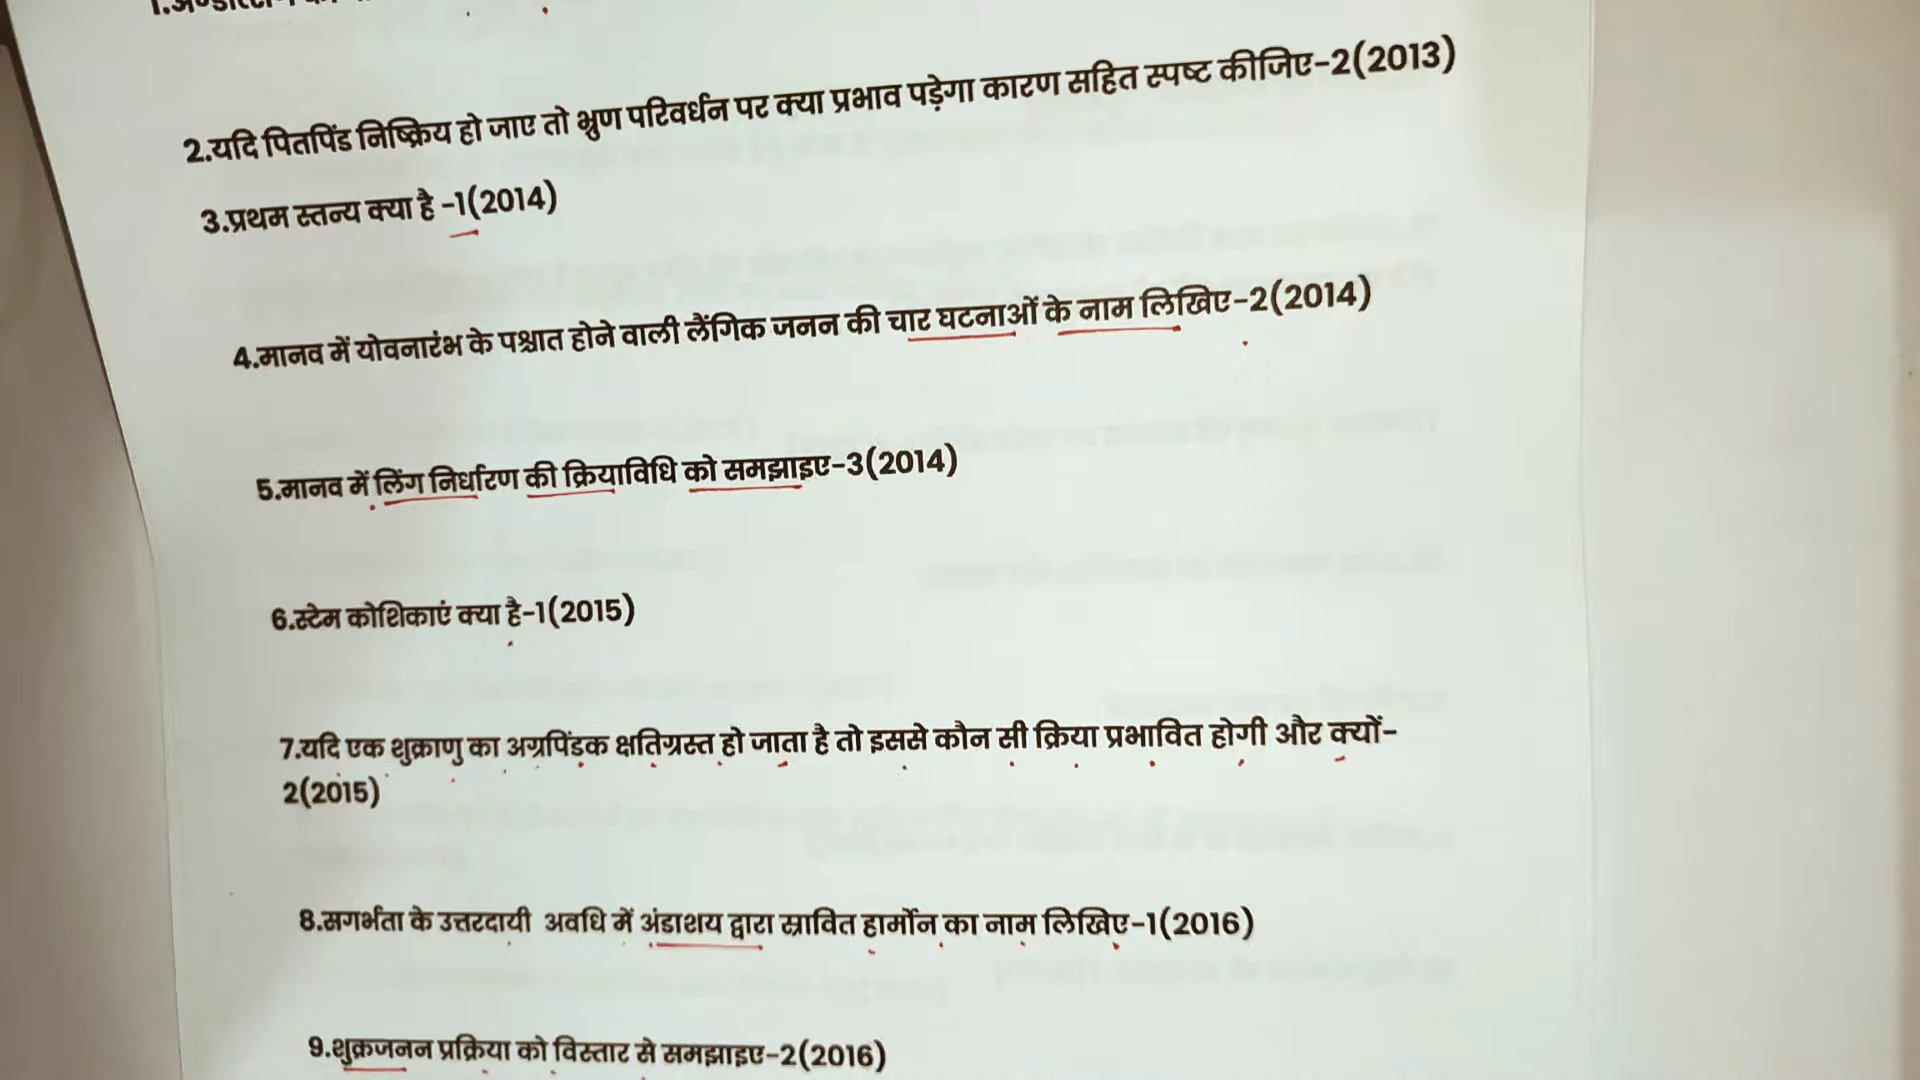 2.यदि पितपिंड निष्क्रिय हो जाए तो भ्रुण परिवर्धन पर क्या प्रभाव पड़ेगा कारण सहित स्पष्ट कीजिए-2(2013)
3.प्रथम स्तन्य क्या है -1(2014)
4.मानव में योवनारंभ के पश्चात होने वाली लैंगिक जनन की चार घटनाओं के नाम लिखिए-2(2014)
5.मानव में लिंग निर्धारण की क्रियाविधि को समझाइए-3(2014)
6.स्टेम कोशिकाएं क्या है-1(2015)
7.यदि एक शुक्राणु का अग्रपिंडक क्षतिग्रस्त हो जाता है तो इससे कौन सी क्रिया प्रभावित होगी और क्यों-
2(2015)
8.सगर्भता के उत्तरदायी अवधि में अंडाशय द्वारा स्रावित हार्मोन का नाम लिखिए-1(2016)
9.शुक्रजनन प्रक्रिया को विस्तार से समझाइए-2(2016)